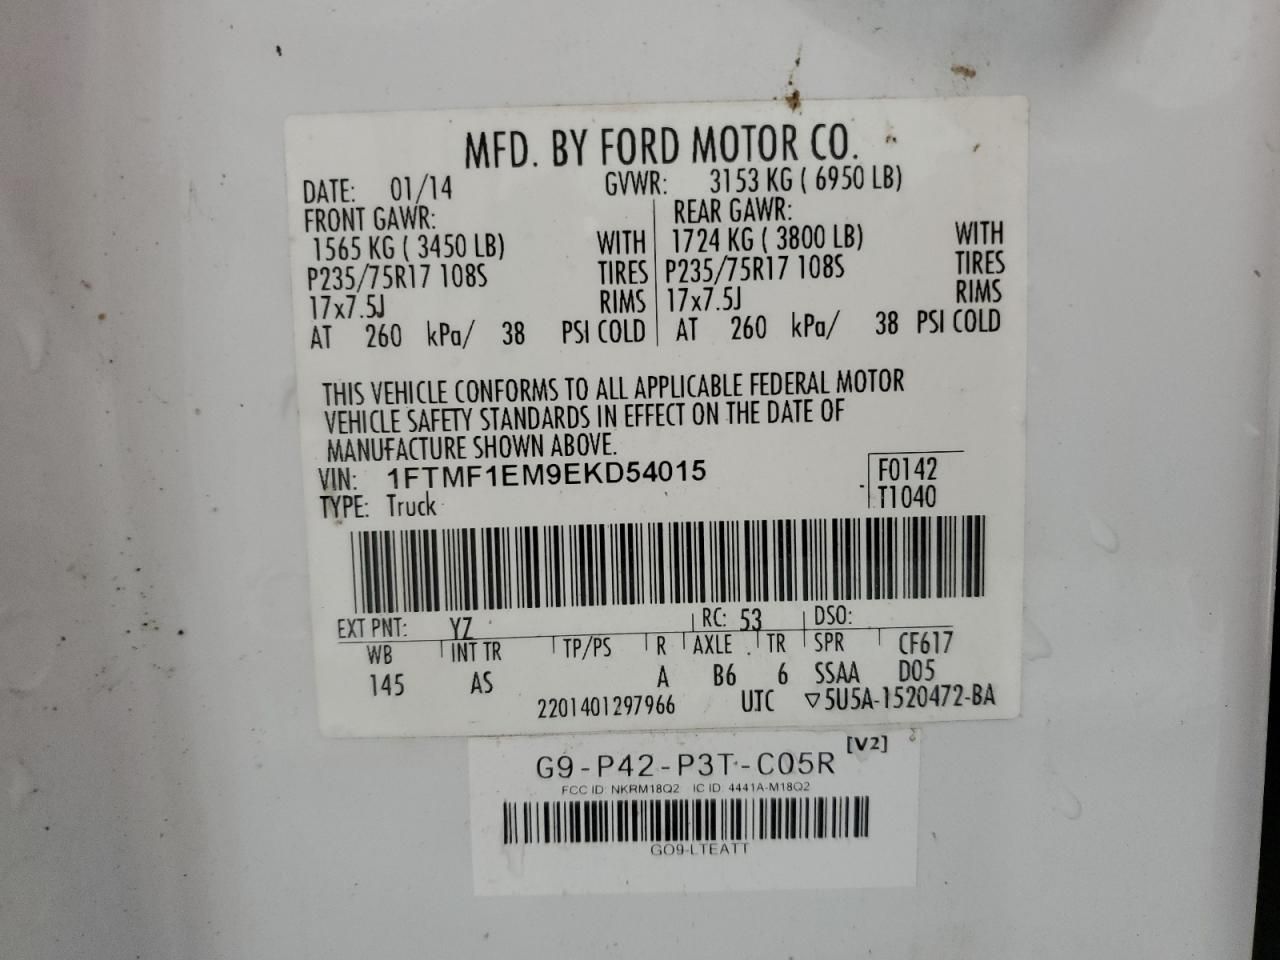 MFD. BY FORD MOTOR CO.
DATE: 01/14 GVWR: 3153 KG ( 6950 LB)
FRONT GAWR: REAR GAWR:
1565 KG ( 3450 LB) WITH 1724 KG ( 3800 LB) WITH
P235/75R17 108S TIRES P235/75R17 108S TIRES
17x7.5J RIMS 17x7.5J RIMS
AT 260 kPa/ 38 PSI COLD AT 260 kPa/ 38 PSI COLD
THIS VEHICLE CONFORMS TO ALL APPLICABLE FEDERAL MOTOR
VEHICLE SAFETY STANDARDS IN EFFECT ON THE DATE OF
MANUFACTURE SHOWN ABOVE.
VIN: 1FTMF1EM9EKD54015 F0142
TYPE: Truck T1040
EXT PNT: YZ RC: 53 DSO:
WB INT TR TP/PS R AXLE TR SPR CF617
145 AS A B6 6 SSAA D05
2201401297966 UTC ▽5U5A-1520472-BA
G9-P42-P3T-C05R [V2]
FCC ID: NKRM18Q2 IC ID: 4441A-M18Q2
GO9-LTEATT